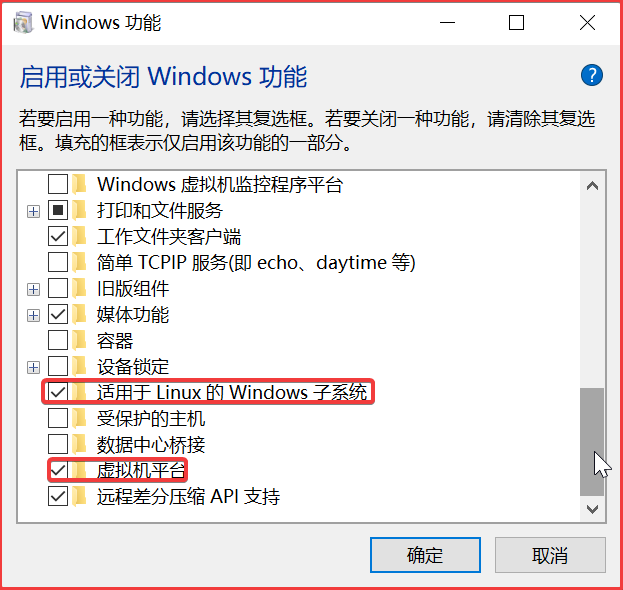 Windows 功能
启用或关闭 Windows 功能
?
若要启用一种功能，请选择其复选框。若要关闭一种功能，请清除其复选
框。填充的框表示仅启用该功能的一部分。
Windows 虚拟机监控程序平台
打印和文件服务
工作文件夹客户端
简单 TCPIP 服务(即 echo、daytime 等)
旧版组件
媒体功能
容器
设备锁定
适用于 Linux 的 Windows 子系统
受保护的主机
数据中心桥接
虚拟机平台
远程差分压缩 API 支持
确定
取消